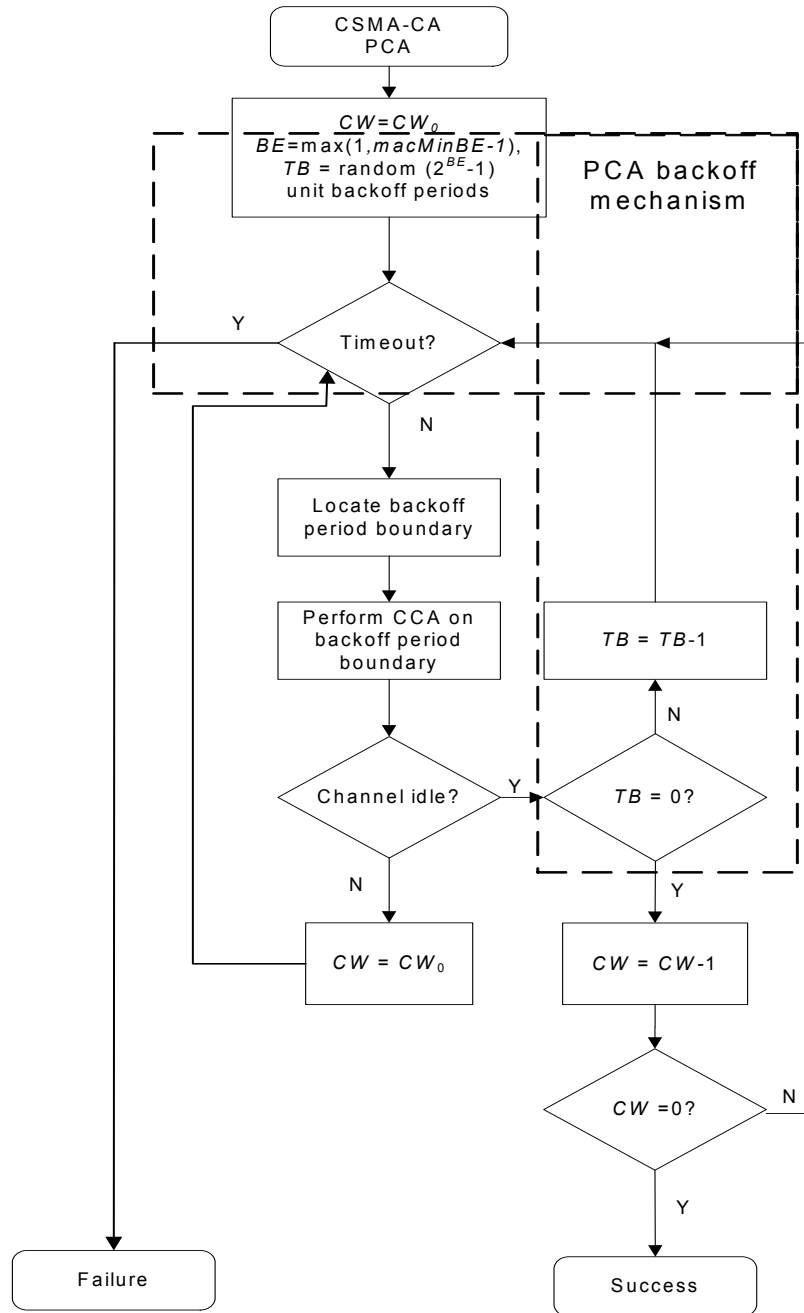 CSMA-CA
PCA
CW=CW₀
BE=max(1,macMinBE-1),
TB = random (2^BE-1)
unit backoff periods
PCA backoff
mechanism
Y
Timeout?
N
Locate backoff
period boundary
Perform CCA on
backoff period
boundary
TB = TB-1
N
Channel idle?
Y
TB = 0?
N
Y
CW = CW₀
CW = CW-1
CW =0?
N
Y
Failure
Success